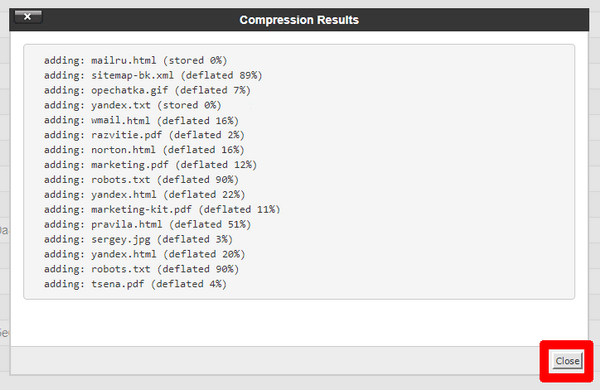 Compression Results
adding: mailru.html (stored 0%)
adding: sitemap-bk.xml (deflated 89%)
adding: opechatka.gif (deflated 7%)
adding: yandex.txt (stored 0%)
adding: wmail.html (deflated 16%)
adding: razvitie.pdf (deflated 2%)
adding: norton.html (deflated 16%)
adding: marketing.pdf (deflated 12%)
adding: robots.txt (deflated 90%)
adding: yandex.html (deflated 22%)
adding: marketing-kit.pdf (deflated 11%)
adding: pravila.html (deflated 51%)
adding: sergey.jpg (deflated 3%)
adding: yandex.html (deflated 20%)
adding: robots.txt (deflated 90%)
adding: tsena.pdf (deflated 4%)
Close